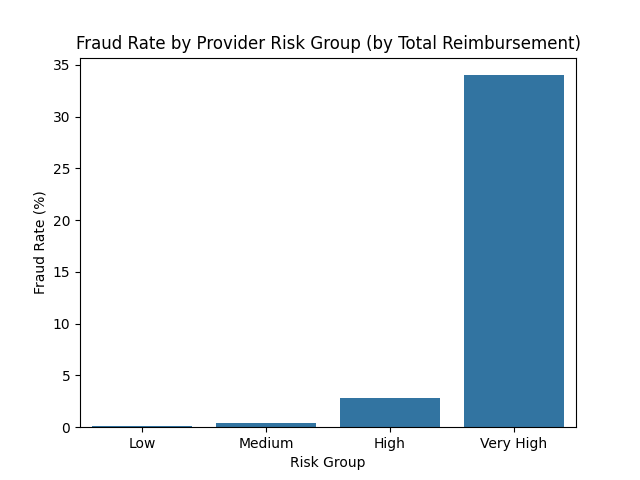 Fraud Rate by Provider Risk Group (by Total Reimbursement)
35
30
25
20
15
10
5
0
Fraud Rate (%)
Low Medium High Very High
Risk Group